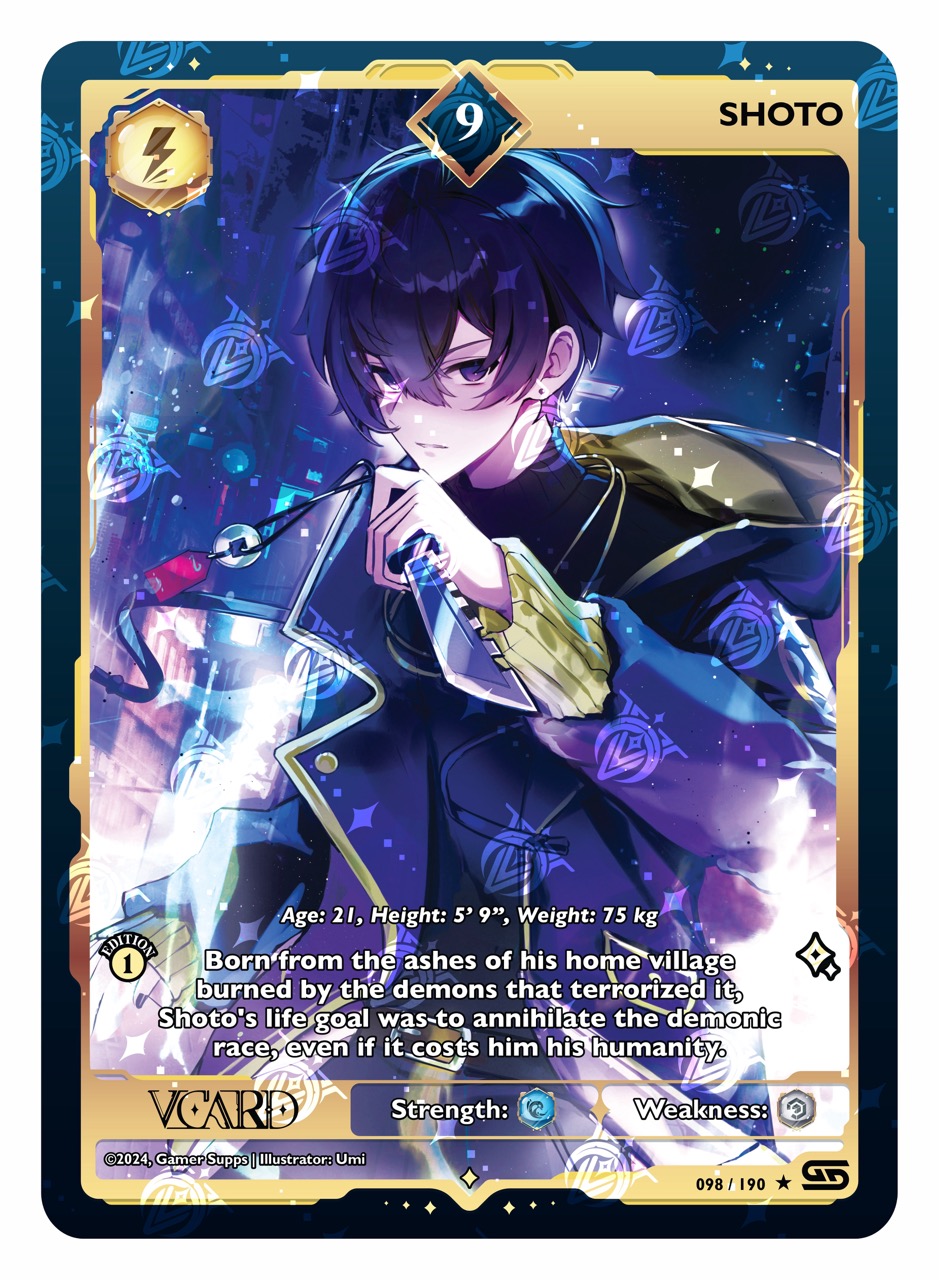 9
SHOTO
Age: 21, Height: 5' 9”, Weight: 75 kg
EDITION
1
Born from the ashes of his home village
burned by the demons that terrorized it,
Shoto's life goal was to annihilate the demonic
race, even if it costs him his humanity.
VCARD
Strength:
Weakness:
©2024, Gamer Supps | Illustrator: Umi
098 / 190 ★
GS